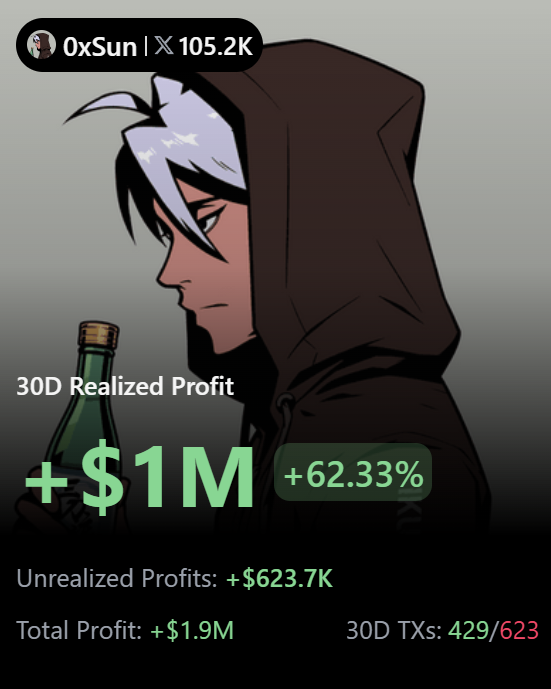 0xSun | 𝕏 105.2K
30D Realized Profit
+$1M +62.33%
Unrealized Profits: +$623.7K
Total Profit: +$1.9M 30D TXs: 429/623